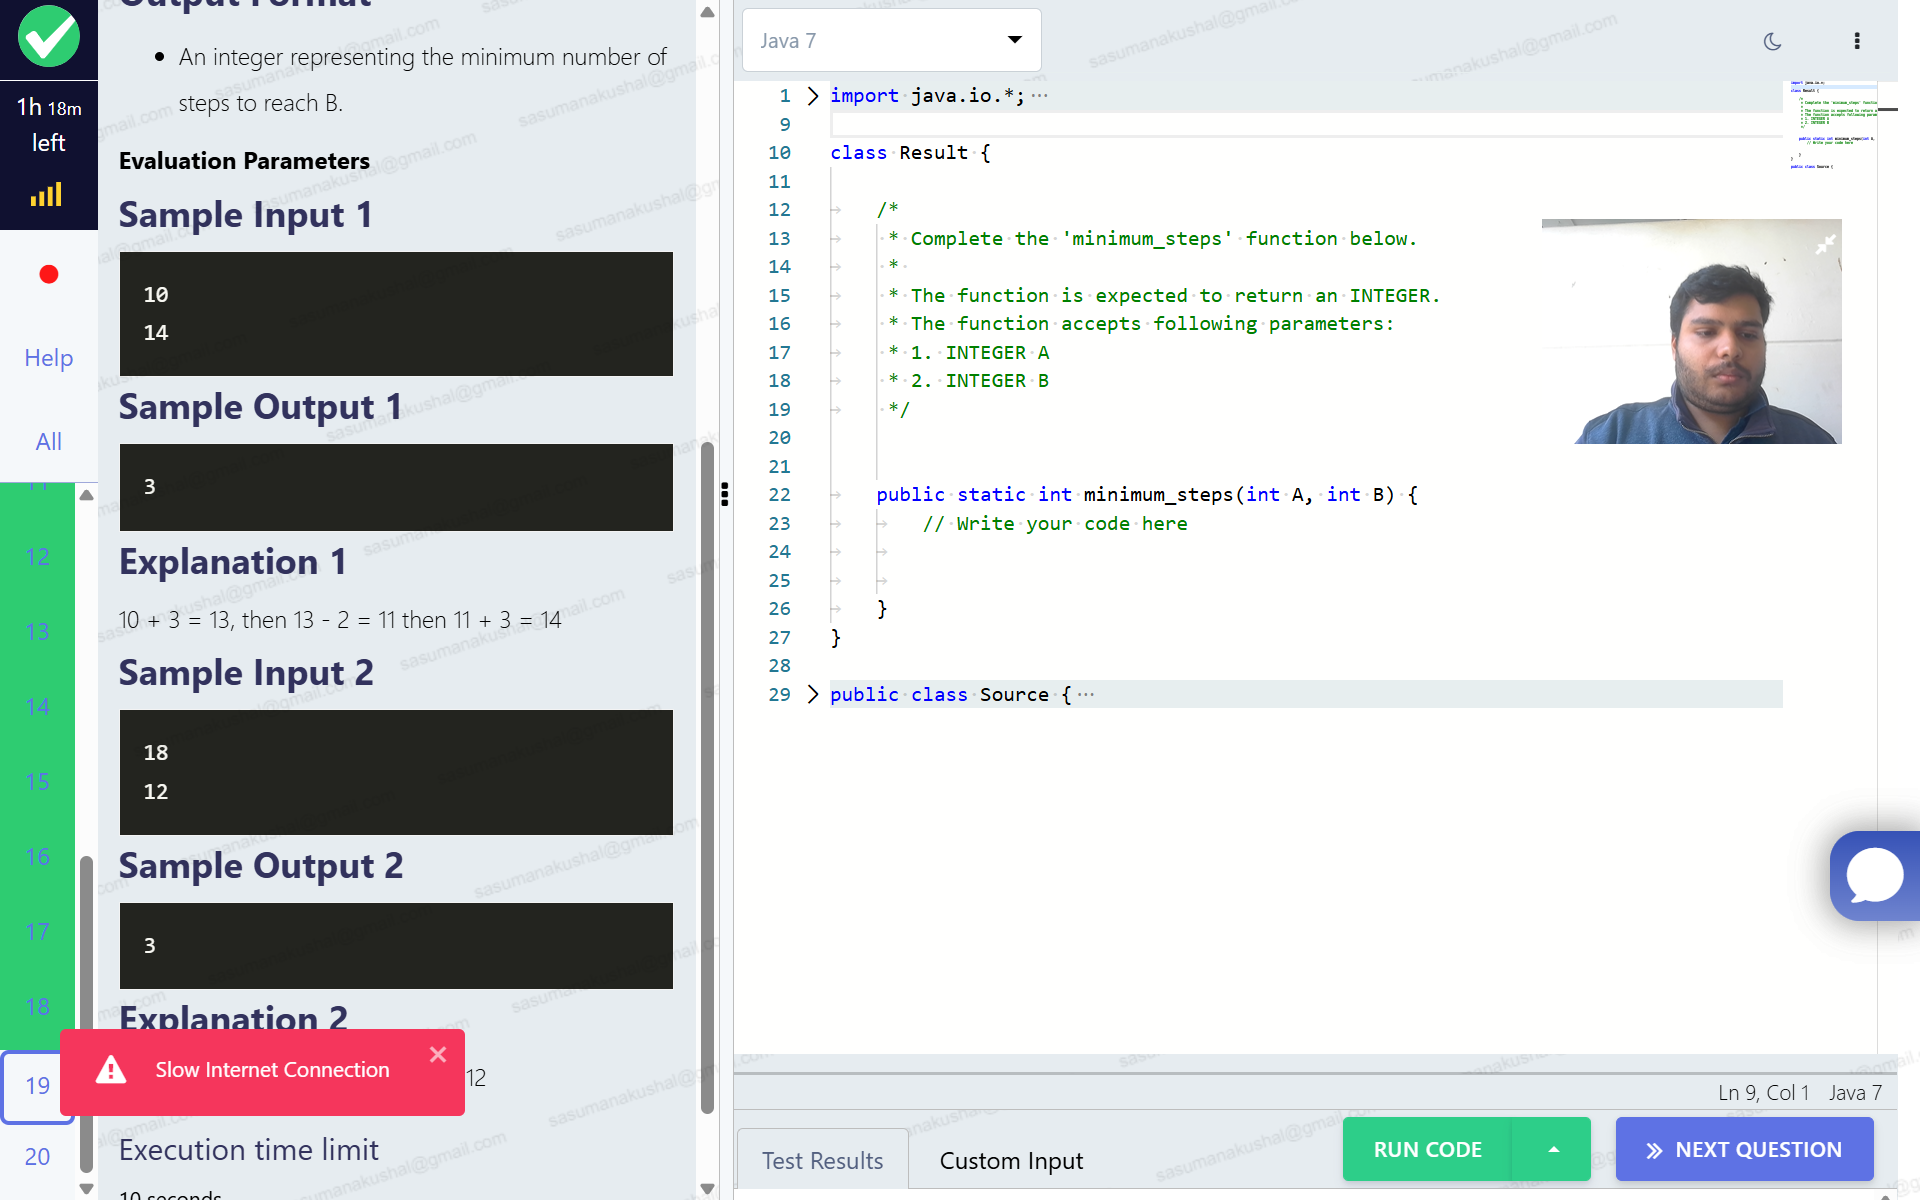 Output Format
• An integer representing the minimum number of
steps to reach B.
Evaluation Parameters
Sample Input 1
10
14
Sample Output 1
3
Explanation 1
10 + 3 = 13, then 13 - 2 = 11 then 11 + 3 = 14
Sample Input 2
18
12
Sample Output 2
3
Explanation 2
12
Execution time limit
10 seconds
1h 18m
left
Help
All
11
12
13
14
15
16
17
18
19
20
Slow Internet Connection
Java 7
1 import java.io.*;
9
10 class Result {
11
12 /*
13 * Complete the 'minimum_steps' function below.
14 *
15 * The function is expected to return an INTEGER.
16 * The function accepts following parameters:
17 * 1. INTEGER A
18 * 2. INTEGER B
19 */
20
21
22 public static int minimum_steps(int A, int B) {
23 // Write your code here
24
25
26 }
27 }
28
29 public class Source {
Ln 9, Col 1 Java 7
Test Results
Custom Input
RUN CODE
NEXT QUESTION
sasumanakushal@gmail.com